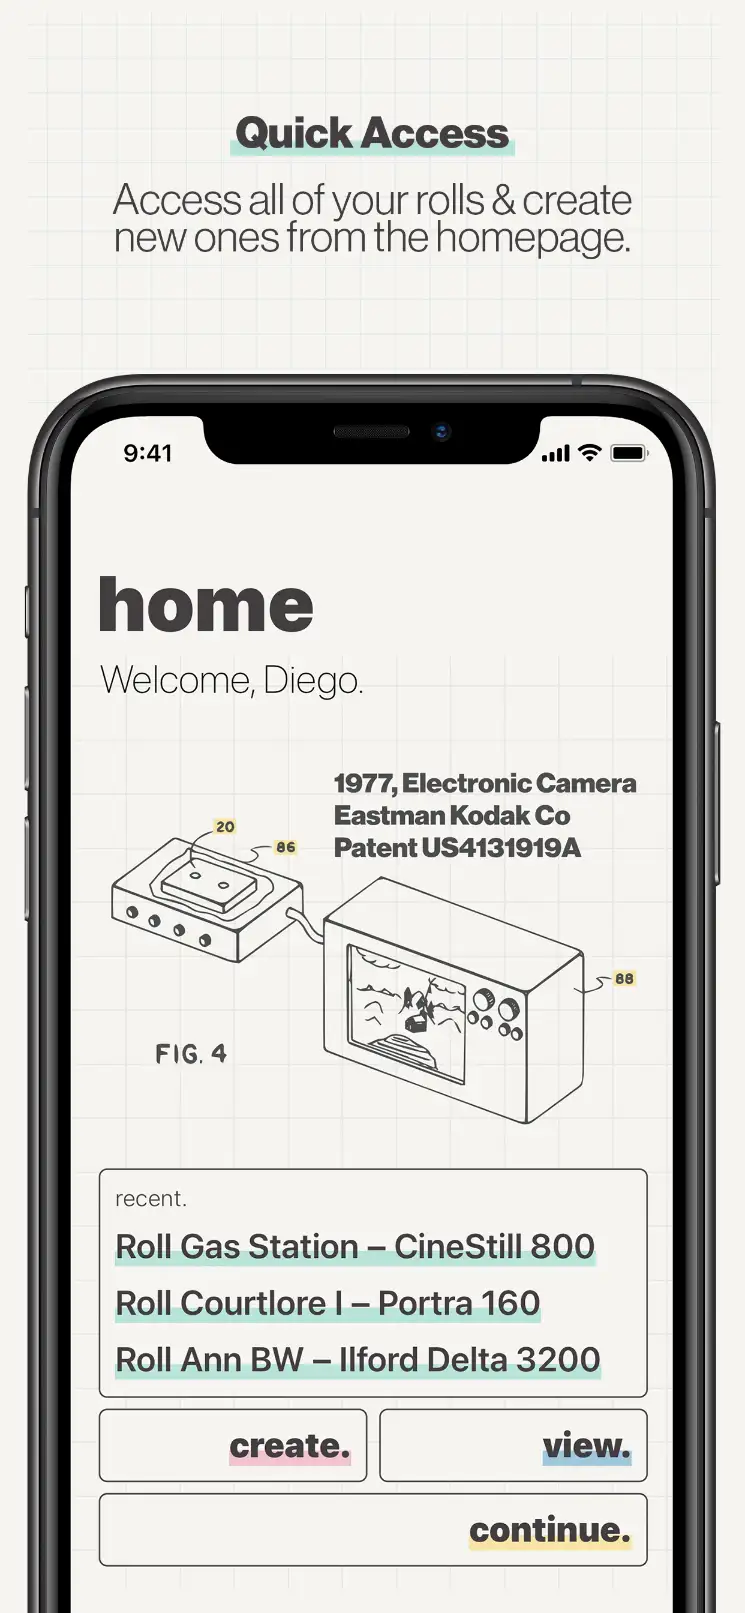 Quick Access
Access all of your rolls & create
new ones from the homepage.
9:41
home
Welcome, Diego.
1977, Electronic Camera
Eastman Kodak Co
Patent US4131919A
20
86
88
FIG. 4
recent.
Roll Gas Station – CineStill 800
Roll Courtlore I – Portra 160
Roll Ann BW – Ilford Delta 3200
create.
view.
continue.